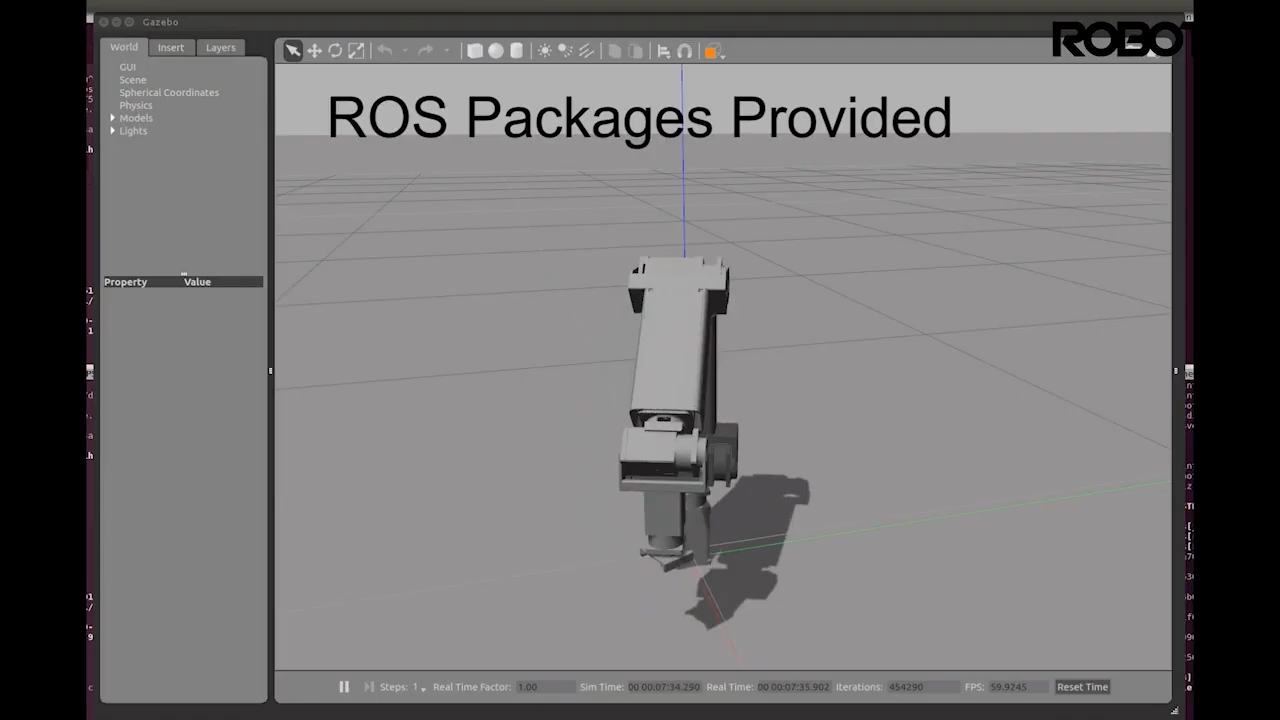 Gazebo
ROBO
World Insert Layers
ROS Packages Provided
GUI
Scene
Spherical Coordinates
Physics
Models
Lights
Property Value
Steps: 1 Real Time Factor: 1.00 Sim Time: 00 00:07:34.290 Real Time: 00 00:07:35.902 Iterations: 454290 FPS: 59.9245 Reset Time